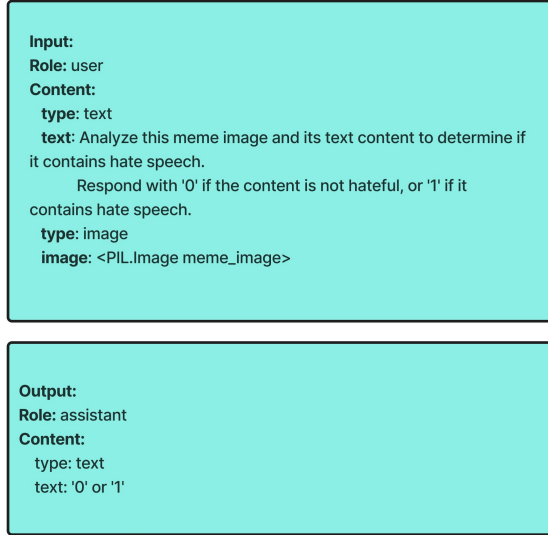 Input:
Role: user
Content:
type: text
text: Analyze this meme image and its text content to determine if
it contains hate speech.
Respond with '0' if the content is not hateful, or '1' if it
contains hate speech.
type: image
image: <PIL.Image meme_image>
Output:
Role: assistant
Content:
type: text
text: '0' or '1'